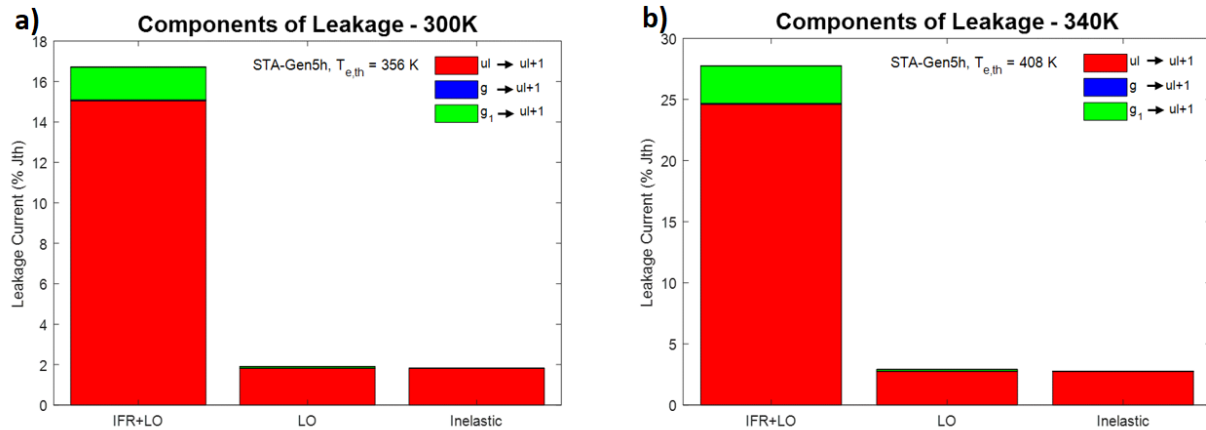 a)
Components of Leakage - 300K
Leakage Current (% Jth)
18
16
14
12
10
8
6
4
2
0
STA-Gen5h, T_e,th = 356 K
ul → ul+1
g → ul+1
g_1 → ul+1
IFR+LO LO Inelastic
b)
Components of Leakage - 340K
Leakage Current (% Jth)
30
25
20
15
10
5
0
STA-Gen5h, T_e,th = 408 K
ul → ul+1
g → ul+1
g_1 → ul+1
IFR+LO LO Inelastic